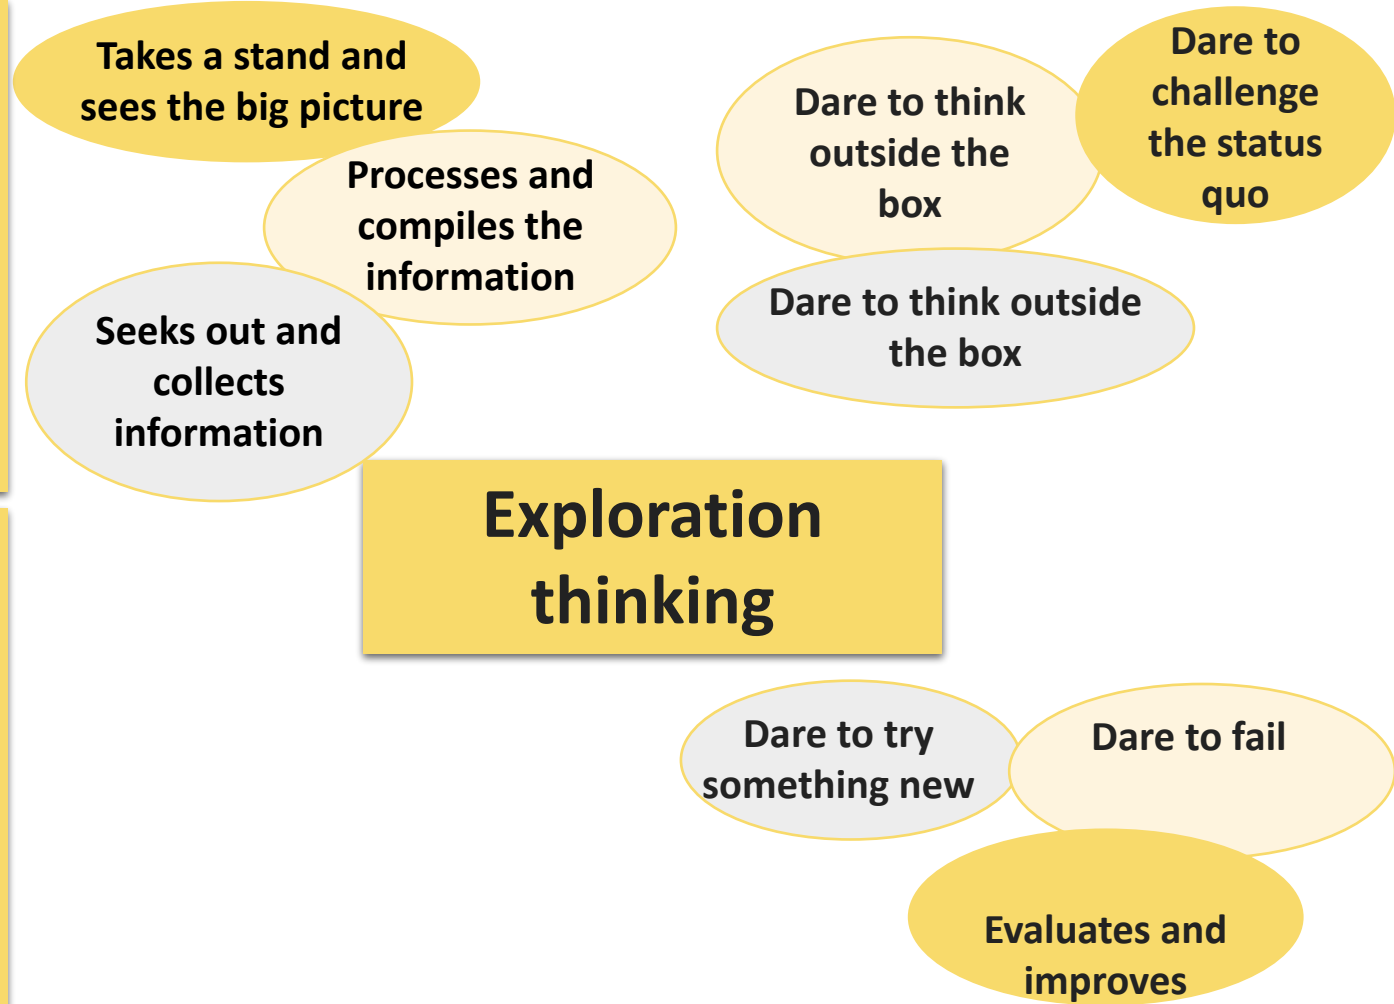 Takes a stand and
sees the big picture
Processes and
compiles the
information
Seeks out and
collects
information
Dare to think
outside the
box
Dare to
challenge
the status
quo
Dare to think outside
the box
Exploration
thinking
Dare to try
something new
Dare to fail
Evaluates and
improves